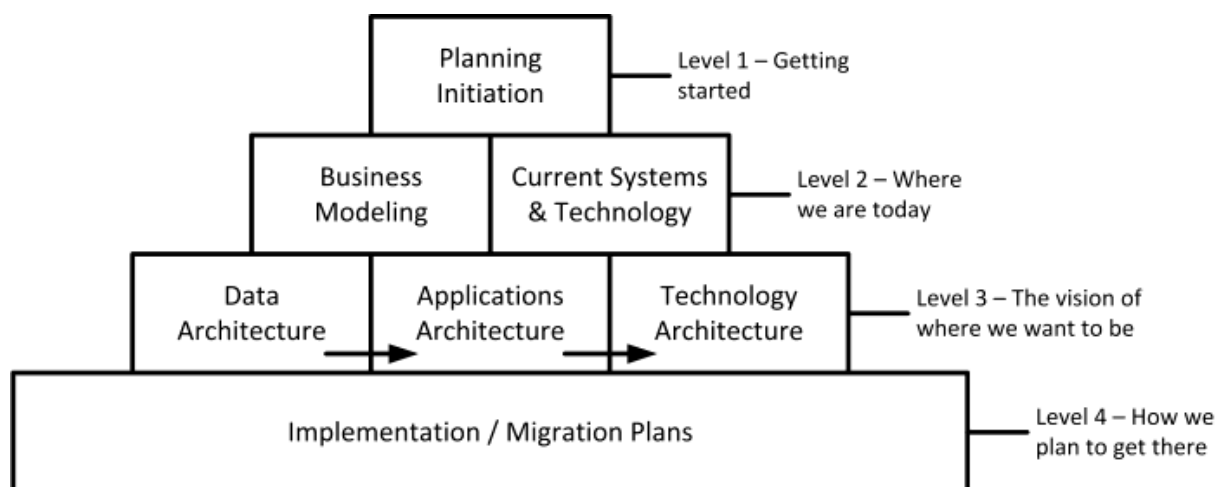 Planning
Initiation
Level 1 – Getting
started
Business
Modeling
Current Systems
& Technology
Level 2 – Where
we are today
Data
Architecture
Applications
Architecture
Technology
Architecture
Level 3 – The vision of
where we want to be
Implementation / Migration Plans
Level 4 – How we
plan to get there